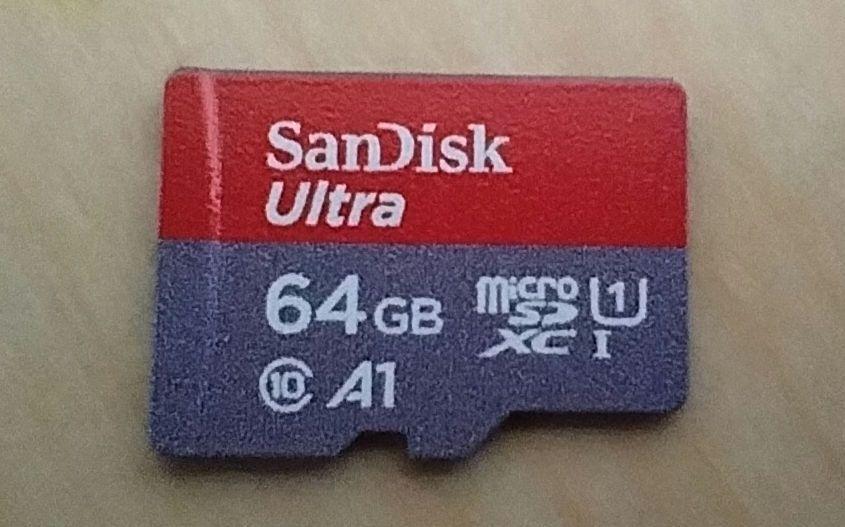 SanDisk
Ultra
64GB
micro SD XC U1 I
10 A1